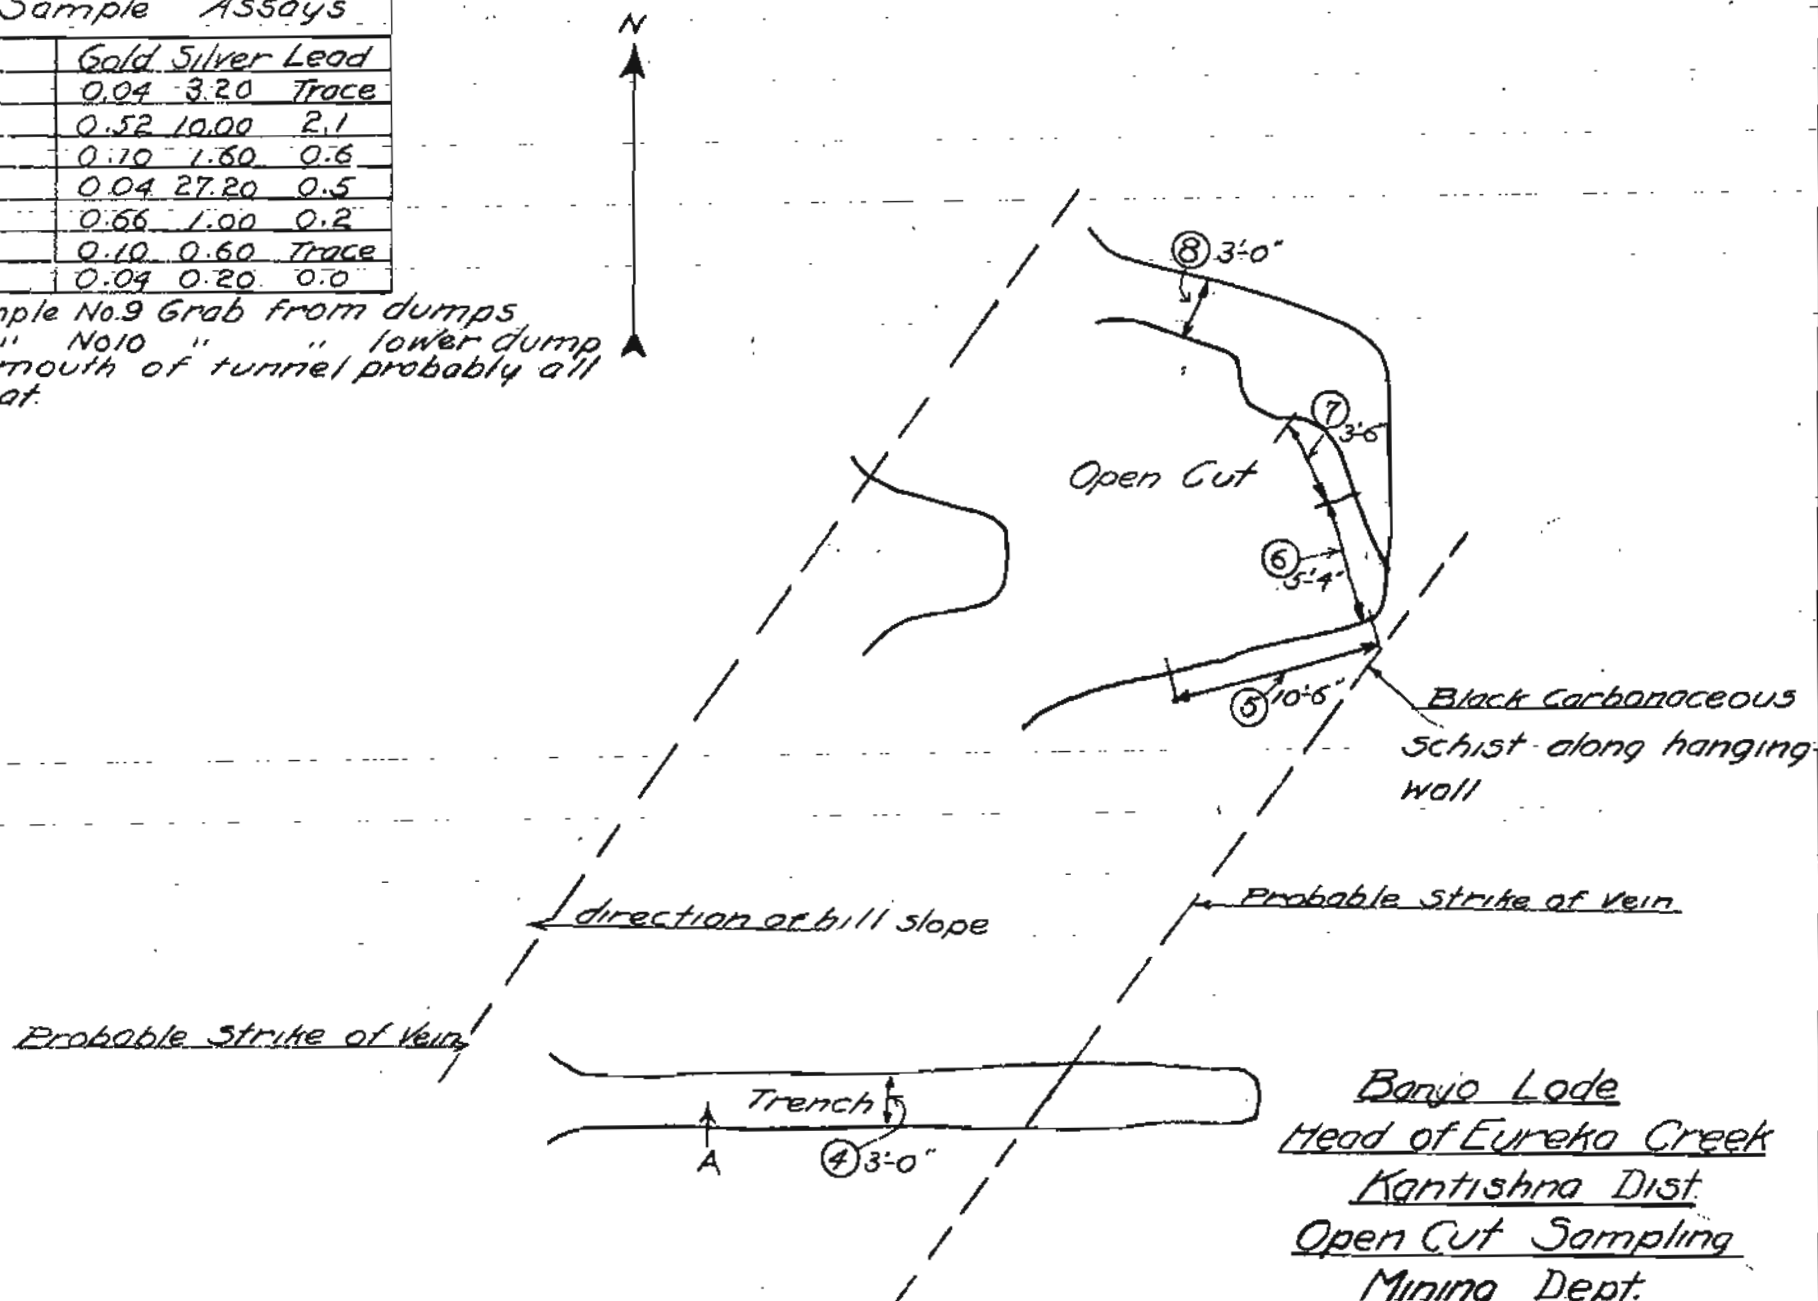 Sample Assays
Gold Silver Lead
0.04 3.20 Trace
0.52 10.00 2.1
0.10 1.60 0.6
0.04 27.20 0.5
0.66 1.00 0.2
0.10 0.60 Trace
0.04 0.20 0.0
No.9 Grab from dumps
" No10 " " lower dump
mouth of tunnel probably all
N
8 3'-0"
7
3'-6"
Open Cut
6
5'-4"
5 10'-6"
Black Carbonaceous
schist along hanging
wall
Probable Strike of Vein
direction of hill slope
Probable Strike of Vein
Trench
A
4 3'-0"
Banjo Lode
Head of Eureka Creek
Kantishna Dist.
Open Cut Sampling
Mining Dept.